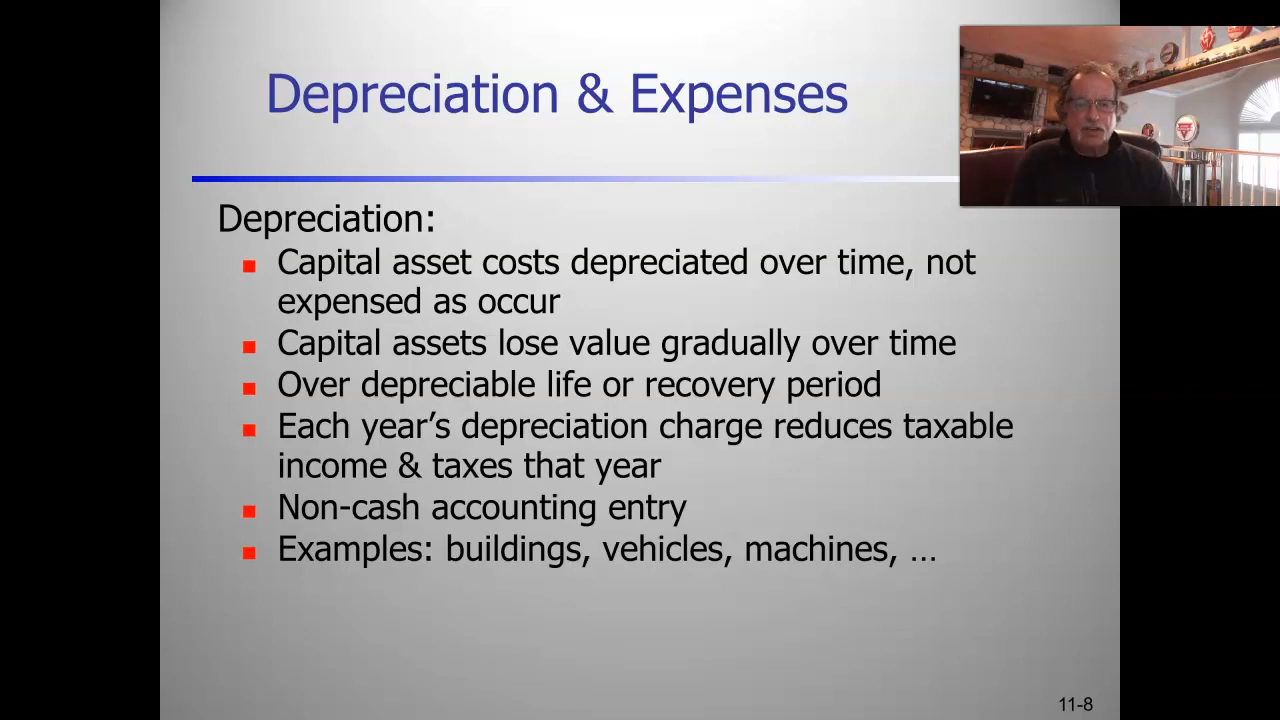 Depreciation & Expenses
Depreciation:
Capital asset costs depreciated over time, not
expensed as occur
Capital assets lose value gradually over time
Over depreciable life or recovery period
Each year’s depreciation charge reduces taxable
income & taxes that year
Non-cash accounting entry
Examples: buildings, vehicles, machines, …
11-8